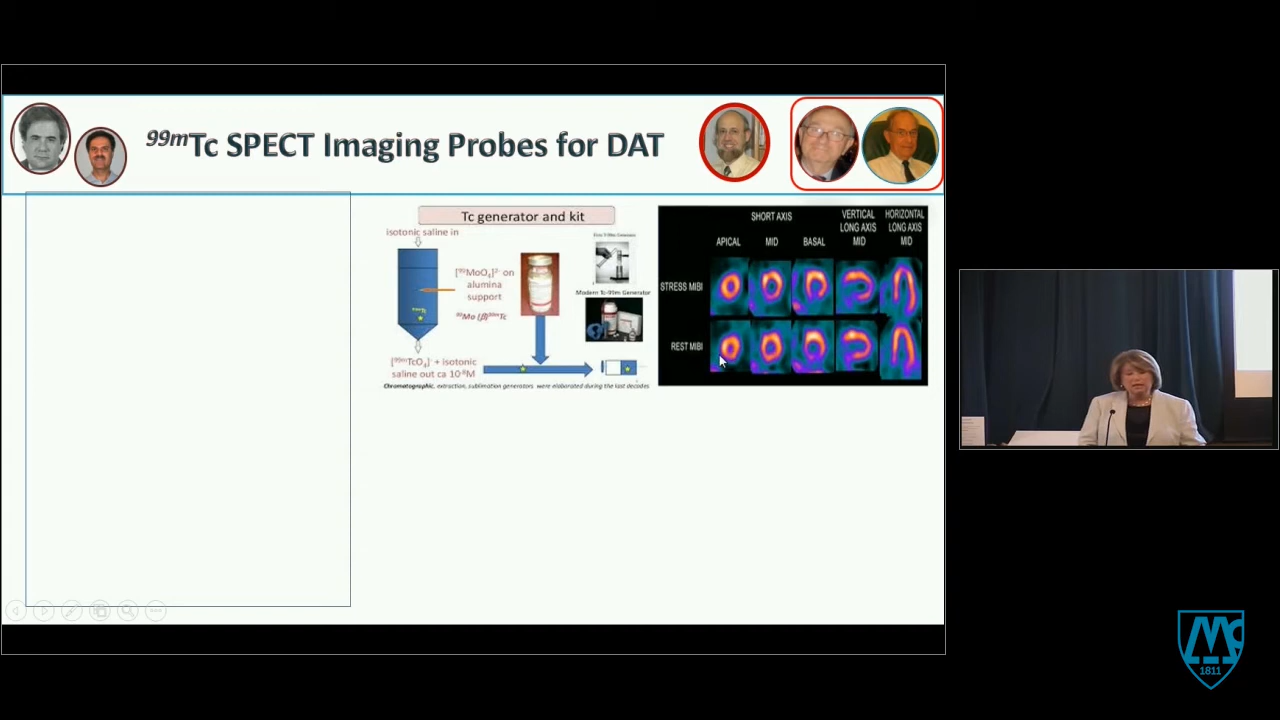 99mTc SPECT Imaging Probes for DAT
Tc generator and kit
isotonic saline in
[99MoO4]2- on
alumina
support
99Mo (β)99mTc
[99mTcO4]- + isotonic
saline out ca 10-8M
Modern Tc-99m Generator
Chromatographic, extraction, sublimation generators were elaborated during the last decades
SHORT AXIS
VERTICAL
LONG AXIS
MID
HORIZONTAL
LONG AXIS
MID
APICAL
MID
BASAL
STRESS MIBI
REST MIBI
1811